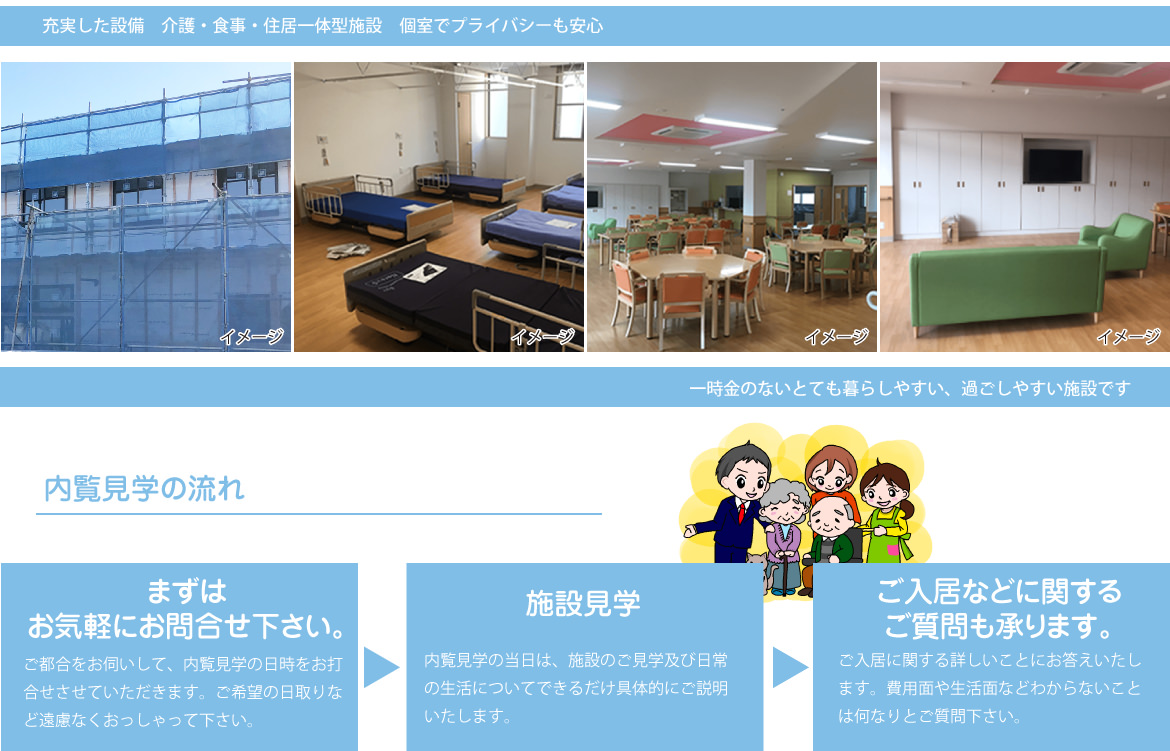 充実した設備　介護・食事・住居一体型施設　個室でプライバシーも安心
イメージ
イメージ
イメージ
イメージ
一時金のないとても暮らしやすい、過ごしやすい施設です
内覧見学の流れ
まずは
お気軽にお問合せ下さい。
ご都合をお伺いして、内覧見学の日時をお打
合せさせていただきます。ご希望の日取りな
ど遠慮なくおっしゃって下さい。
施設見学
内覧見学の当日は、施設のご見学及び日常
の生活についてできるだけ具体的にご説明
いたします。
ご入居などに関する
ご質問も承ります。
ご入居に関する詳しいことにお答えいたし
ます。費用面や生活面などわからないこと
は何なりとご質問下さい。